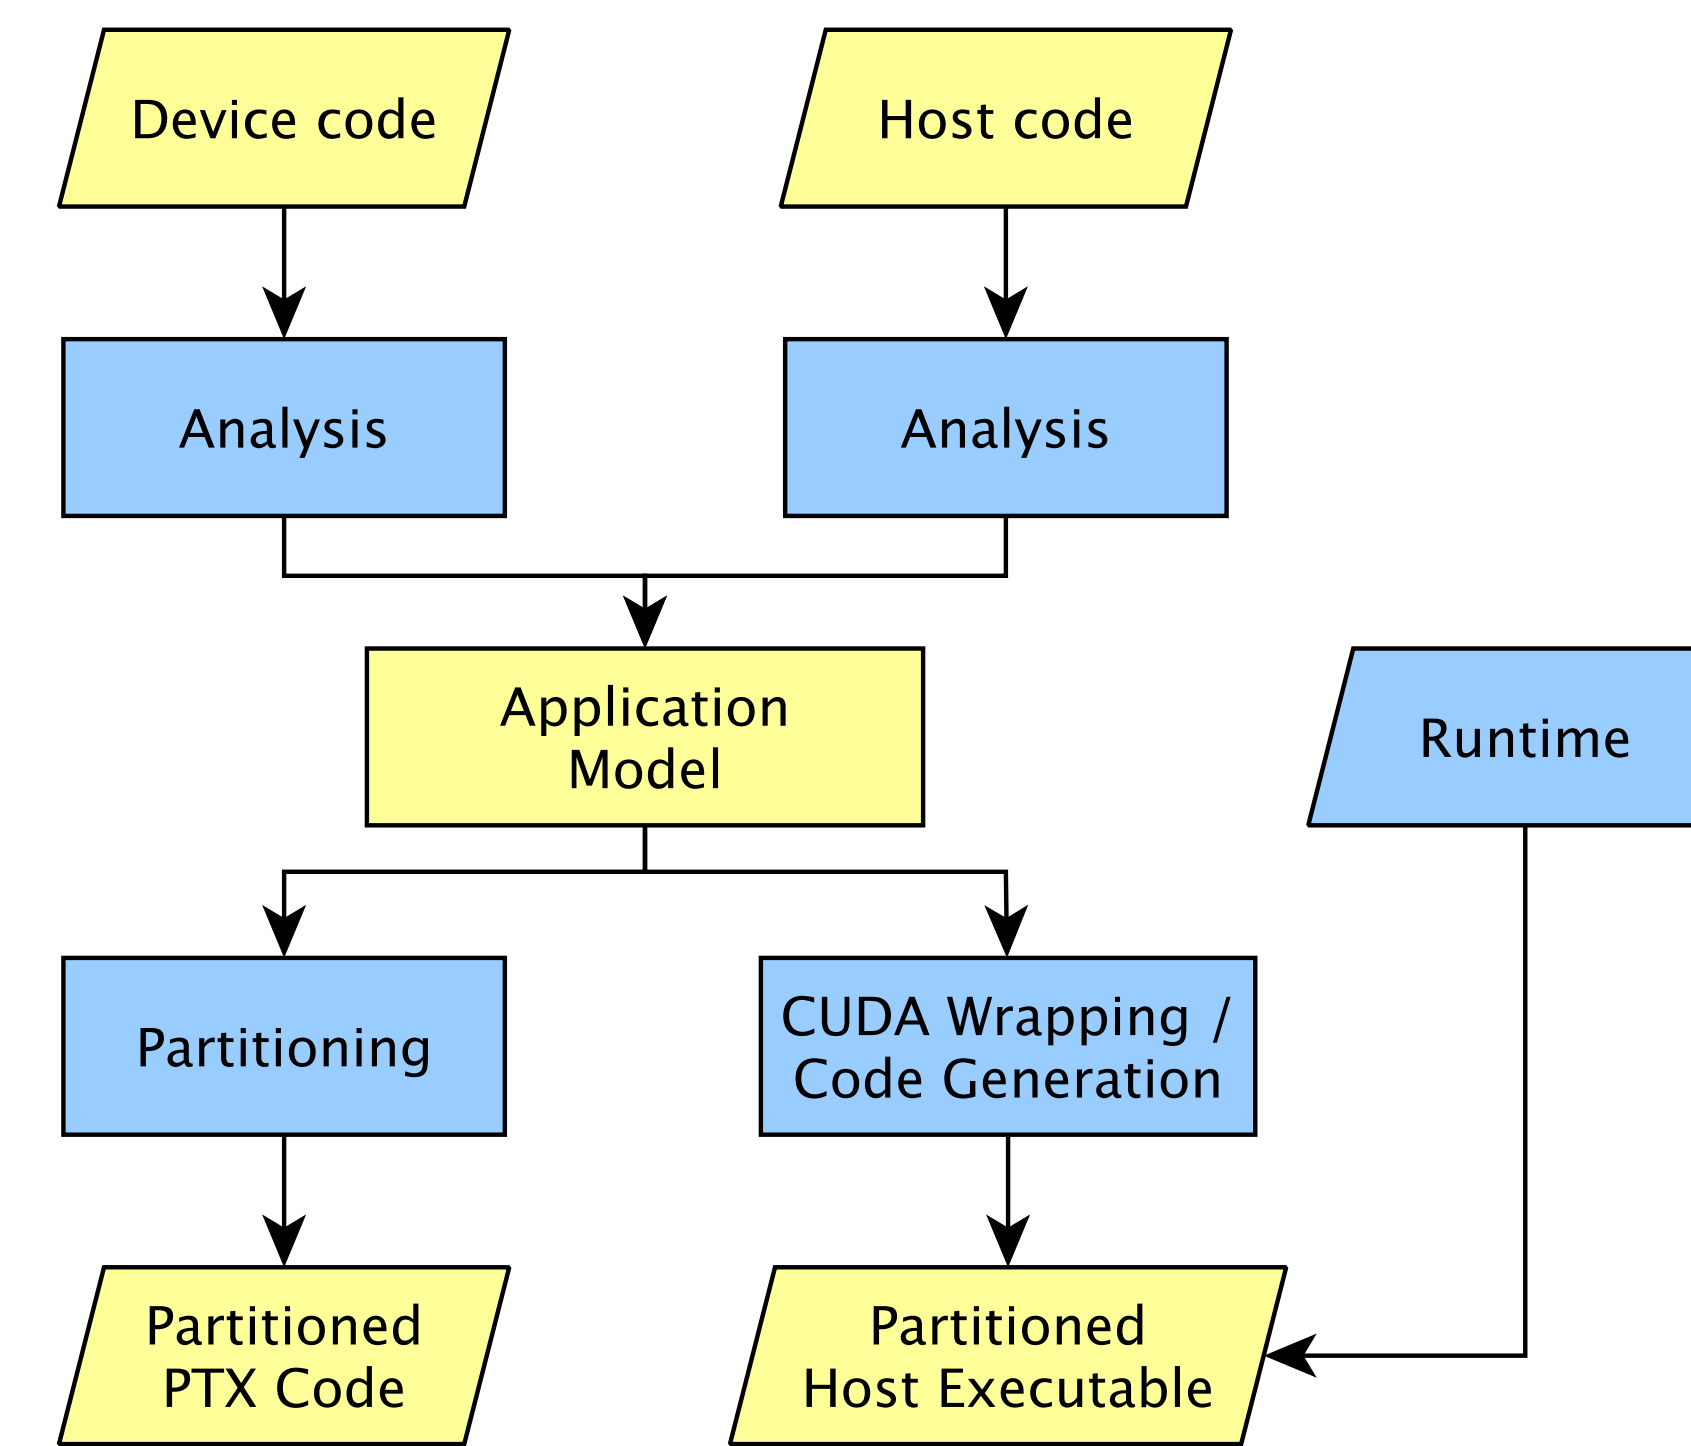 Device code
Host code
Analysis
Analysis
Application
Model
Runtime
Partitioning
CUDA Wrapping /
Code Generation
Partitioned
PTX Code
Partitioned
Host Executable